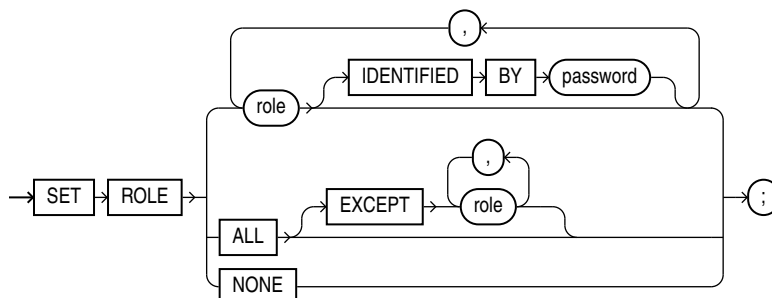 ,
IDENTIFIED BY password
role
,
EXCEPT role
SET ROLE ;
ALL
NONE